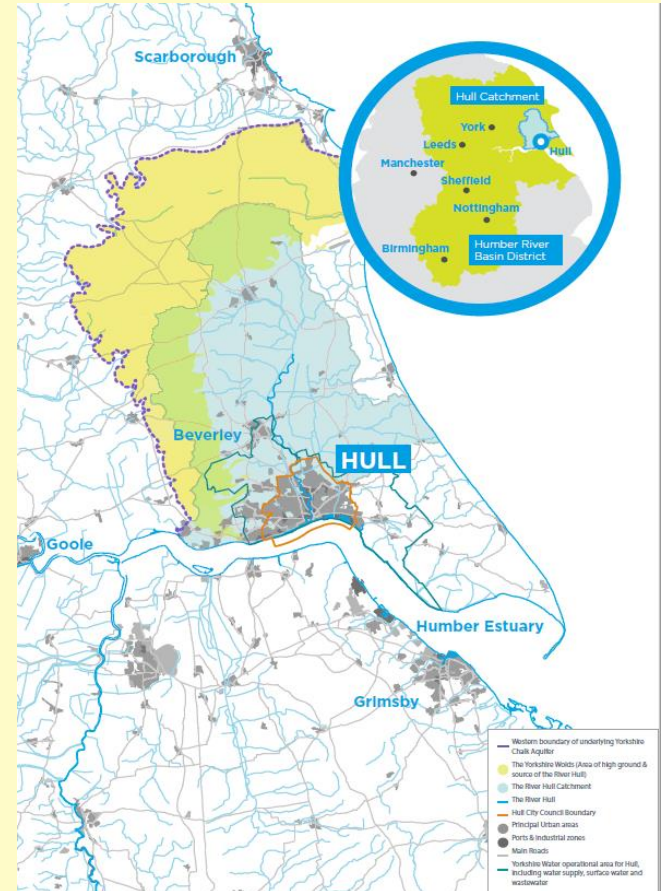 Scarborough
Hull Catchment
York
Leeds
Hull
Manchester
Sheffield
Nottingham
Birmingham
Humber River
Basin District
Beverley
HULL
Goole
Humber Estuary
Grimsby
Western boundary of underlying Yorkshire
Chalk Aquifer
The Yorkshire Wolds (Area of high ground &
source of the River Hull)
The River Hull Catchment
The River Hull
Hull City Council Boundary
Principal Urban areas
Ports & Industrial zones
Main Roads
Yorkshire Water operational area for Hull,
including water supply, surface water and
wastewater